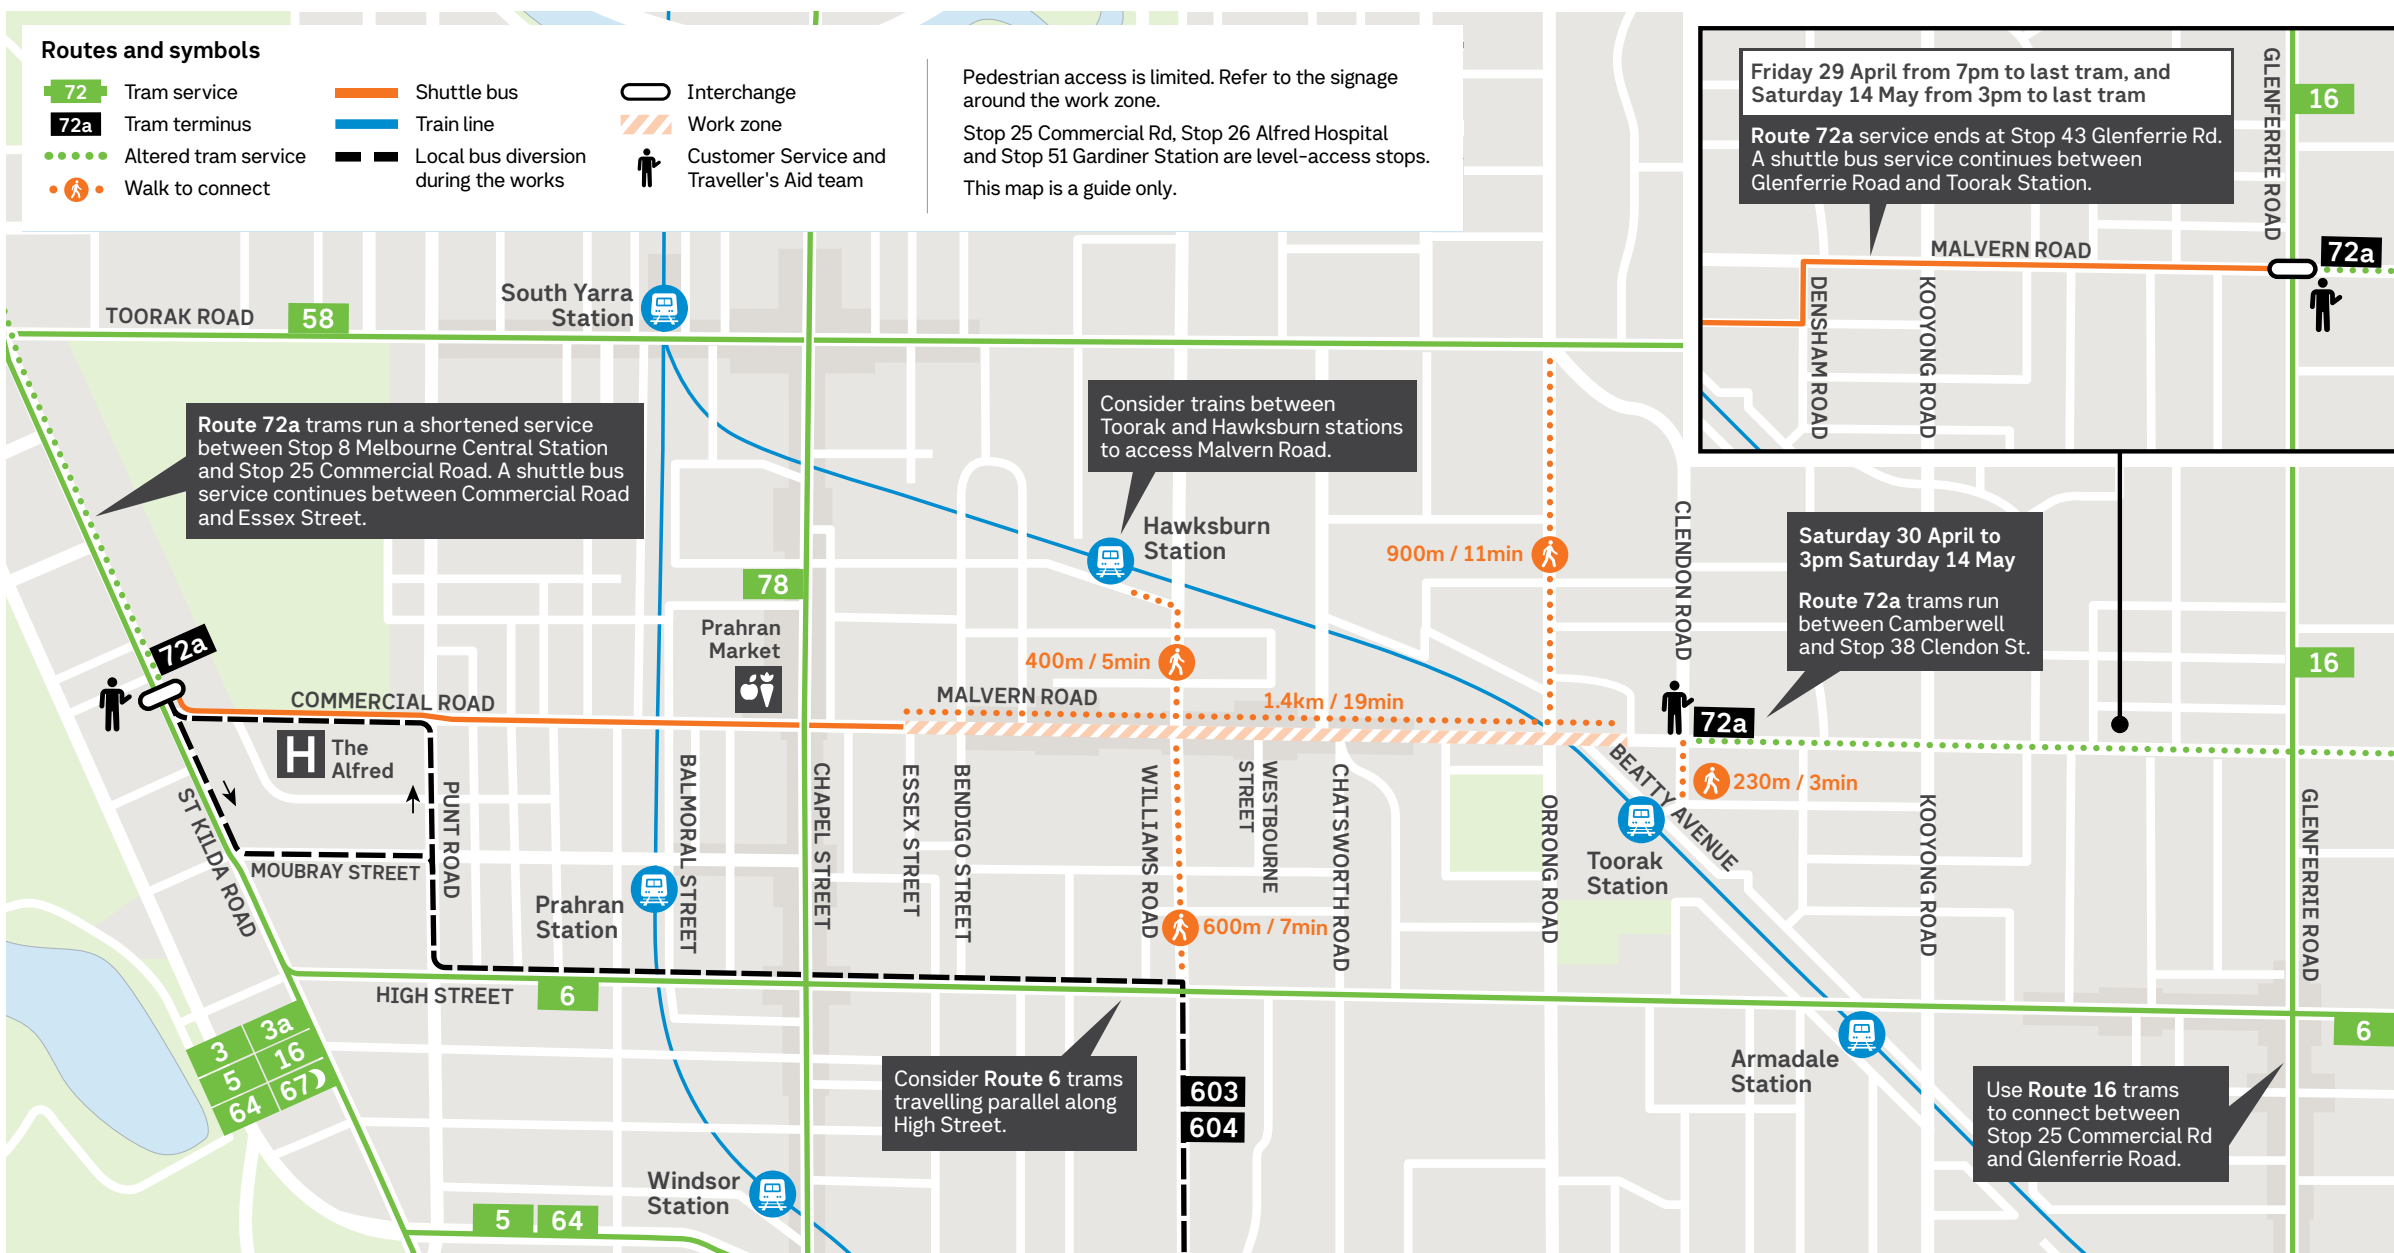 Routes and symbols
72 Tram service
72a Tram terminus
Altered tram service
Walk to connect
Shuttle bus
Train line
Local bus diversion
during the works
Interchange
Work zone
Customer Service and
Traveller's Aid team
Pedestrian access is limited. Refer to the signage
around the work zone.
Stop 25 Commercial Rd, Stop 26 Alfred Hospital
and Stop 51 Gardiner Station are level-access stops.
This map is a guide only.
Friday 29 April from 7pm to last tram, and
Saturday 14 May from 3pm to last tram
Route 72a service ends at Stop 43 Glenferrie Rd.
A shuttle bus service continues between
Glenferrie Road and Toorak Station.
GLENFERRIE ROAD
16
MALVERN ROAD
72a
DENSHAM ROAD
KOOYONG ROAD
TOORAK ROAD
58
South Yarra
Station
Route 72a trams run a shortened service
between Stop 8 Melbourne Central Station
and Stop 25 Commercial Road. A shuttle bus
service continues between Commercial Road
and Essex Street.
Consider trains between
Toorak and Hawksburn stations
to access Malvern Road.
Hawksburn
Station
900m / 11min
CLENDON ROAD
Saturday 30 April to
3pm Saturday 14 May
Route 72a trams run
between Camberwell
and Stop 38 Clendon St.
78
Prahran
Market
72a
400m / 5min
16
COMMERCIAL ROAD
MALVERN ROAD
1.4km / 19min
72a
H The
Alfred
230m / 3min
ST KILDA ROAD
MOUBRAY STREET
PUNT ROAD
BALMORAL STREET
CHAPEL STREET
ESSEX STREET
BENDIGO STREET
WILLIAMS ROAD
WESTBOURNE
STREET
CHATSWORTH ROAD
ORRONG ROAD
BEATTY AVENUE
KOOYONG ROAD
GLENFERRIE ROAD
Toorak
Station
Prahran
Station
600m / 7min
HIGH STREET
6
3 3a
5 16
64 67
6
Consider Route 6 trams
travelling parallel along
High Street.
603
604
Armadale
Station
Use Route 16 trams
to connect between
Stop 25 Commercial Rd
and Glenferrie Road.
Windsor
Station
5 64